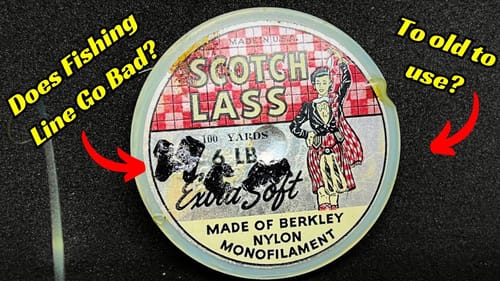 Does Fishing
Line Go Bad?
To old to
use?
MADE IN U.S.A.
SCOTCH
LASS
100 YARDS
6 LB
Extra Soft
MADE OF BERKLEY
NYLON
MONOFILAMENT